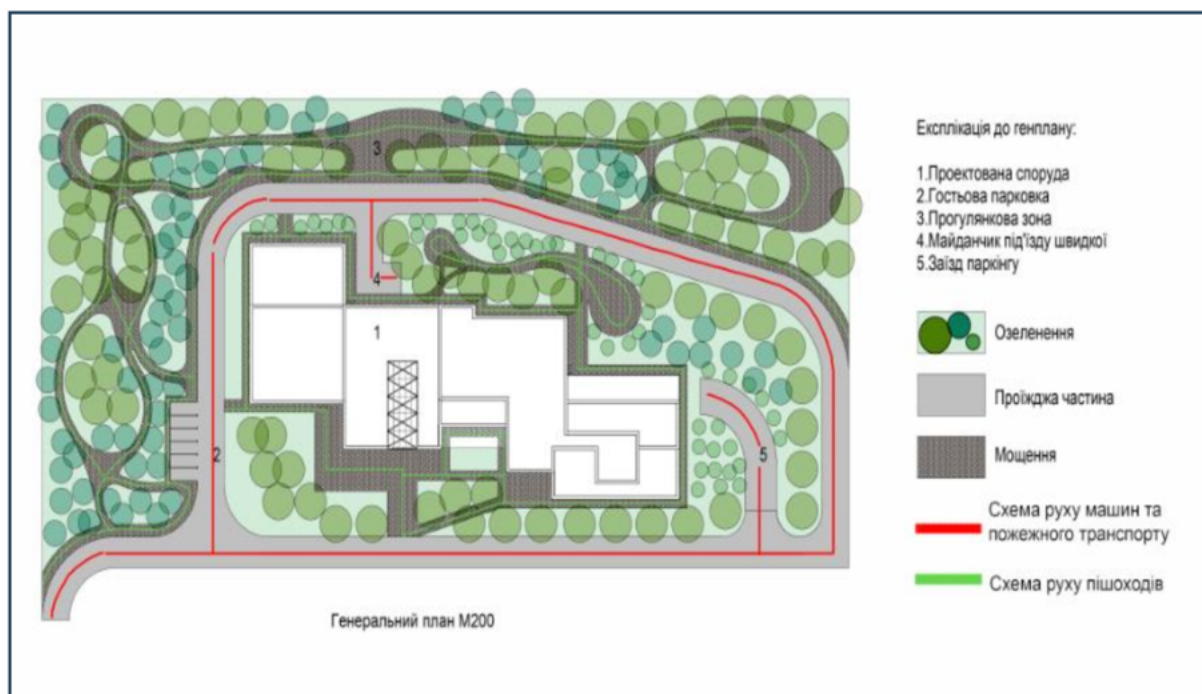 Експлікація до генплану:
1.Проектована споруда
2.Гостьова парковка
3.Прогулянкова зона
4.Майданчик під'їзду швидкої
5.Заїзд паркінгу
Озеленення
Проїжджа частина
Мощення
Схема руху машин та
пожежного транспорту
Схема руху пішоходів
3
4
1
2
5
Генеральний план М200